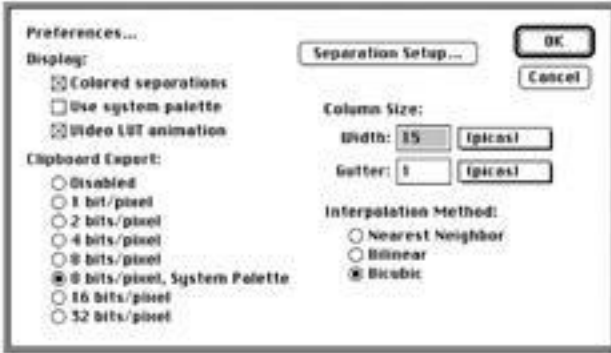 Preferences...
Display:
Colored separations
Use system palette
Video LUT animation
Clipboard Export:
Disabled
1 bit/pixel
2 bits/pixel
4 bits/pixel
8 bits/pixel
8 bits/pixel, System Palette
16 bits/pixel
32 bits/pixel
Separation Setup...
OK
Cancel
Column Size:
Width: 15 (picas)
Gutter: 1 (picas)
Interpolation Method:
Nearest Neighbor
Bilinear
Bicubic